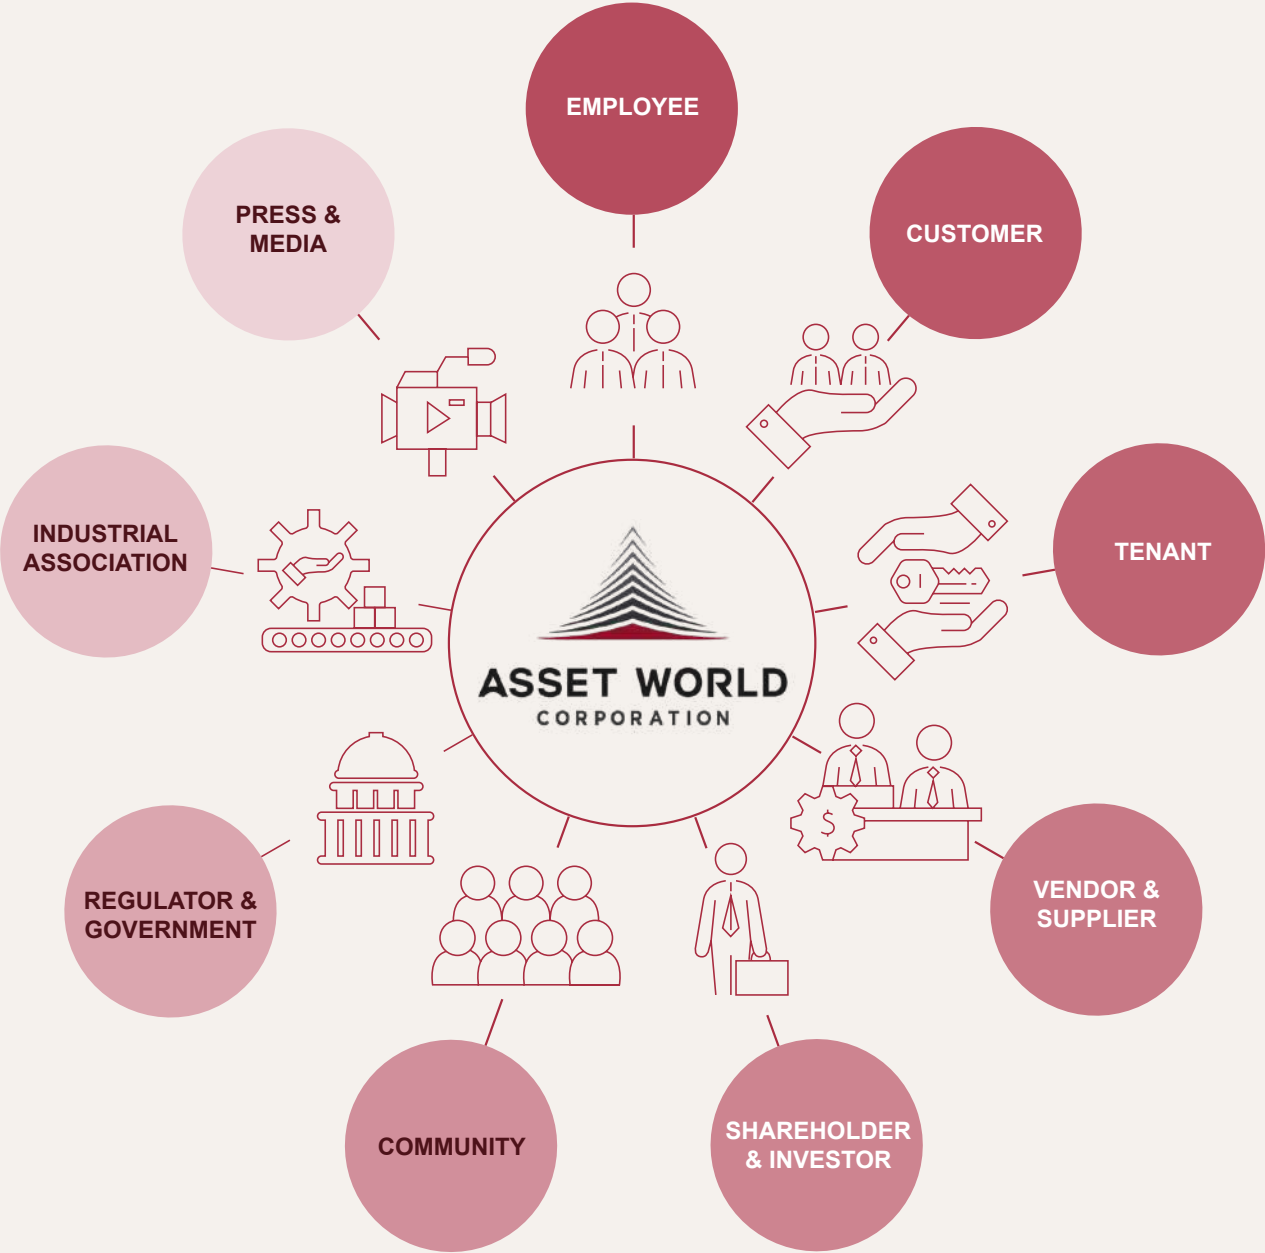 EMPLOYEE
CUSTOMER
TENANT
VENDOR &
SUPPLIER
SHAREHOLDER
& INVESTOR
COMMUNITY
REGULATOR &
GOVERNMENT
INDUSTRIAL
ASSOCIATION
PRESS &
MEDIA
ASSET WORLD
CORPORATION
$